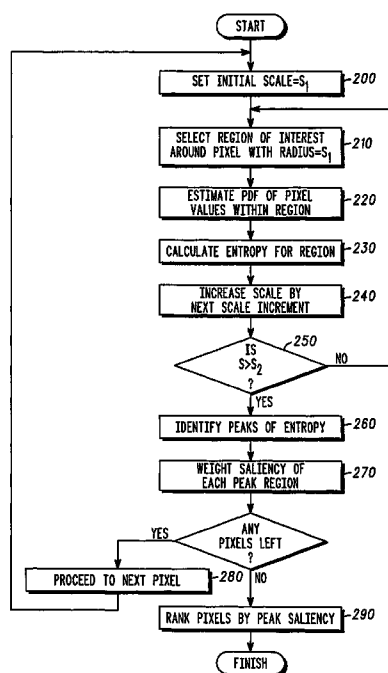 START
SET INITIAL SCALE=S1
200
SELECT REGION OF INTEREST
AROUND PIXEL WITH RADIUS=S1
210
ESTIMATE PDF OF PIXEL
VALUES WITHIN REGION
220
CALCULATE ENTROPY FOR REGION
230
INCREASE SCALE BY
NEXT SCALE INCREMENT
240
250
IS
S>S2
?
NO
YES
IDENTIFY PEAKS OF ENTROPY
260
WEIGHT SALIENCY OF
EACH PEAK REGION
270
YES
ANY
PIXELS LEFT
?
PROCEED TO NEXT PIXEL
280
NO
RANK PIXELS BY PEAK SALIENCY
290
FINISH